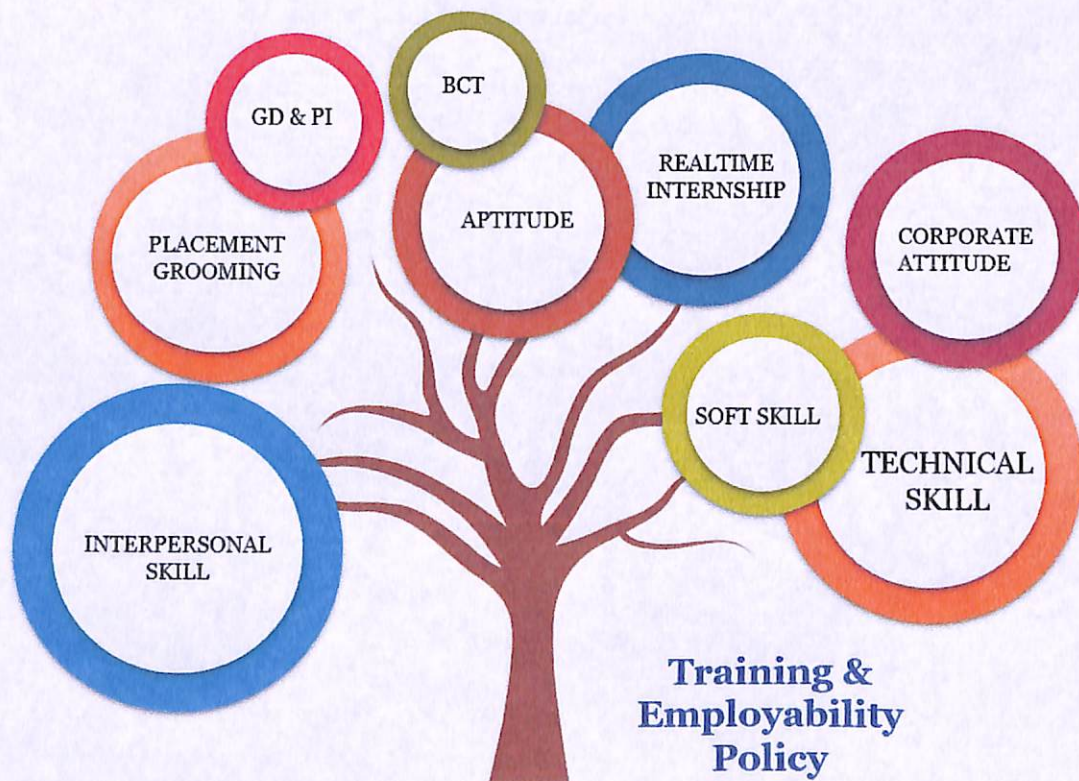 GD & PI
BCT
REALTIME
INTERNSHIP
PLACEMENT
GROOMING
APTITUDE
CORPORATE
ATTITUDE
SOFT SKILL
TECHNICAL
SKILL
INTERPERSONAL
SKILL
Training &
Employability
Policy